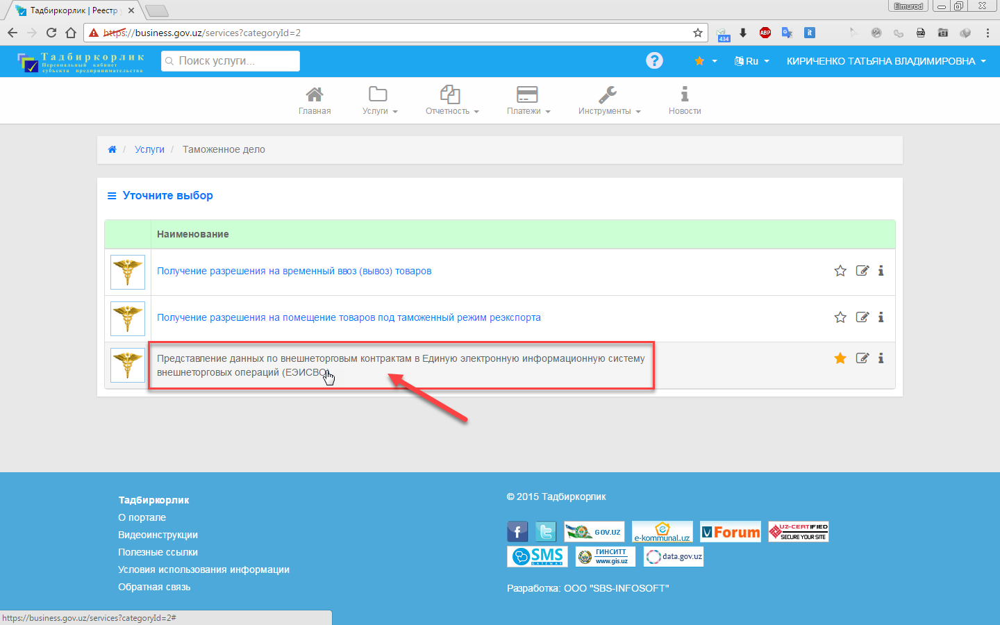 Тадбиркорлик | Реестр
Elmurod
https://business.gov.uz/services?categoryId=2
434
ABP
Тадбиркорлик
Персональный кабинет
субъекта предпринимательства
Поиск услуги...
?
Ru
КИРИЧЕНКО ТАТЬЯНА ВЛАДИМИРОВНА
Главная
Услуги
Отчетность
Платежи
Инструменты
Новости
/ Услуги / Таможенное дело
Уточните выбор
Наименование
Получение разрешения на временный ввоз (вывоз) товаров
Получение разрешения на помещение товаров под таможенный режим реэкспорта
Представление данных по внешнеторговым контрактам в Единую электронную информационную систему
внешнеторговых операций (ЕЭИСВО)
Тадбиркорлик
О портале
Видеоинструкции
Полезные ссылки
Условия использования информации
Обратная связь
© 2015 Тадбиркорлик
GOV.UZ
e-kommunal.uz
uForum
UZ-CERTIFIED
SECURE YOUR SITE
SMS
GATEWAY
ГИНСИТТ
www.gis.uz
data.gov.uz
Разработка: ООО "SBS-INFOSOFT"
https://business.gov.uz/services?categoryId=2#